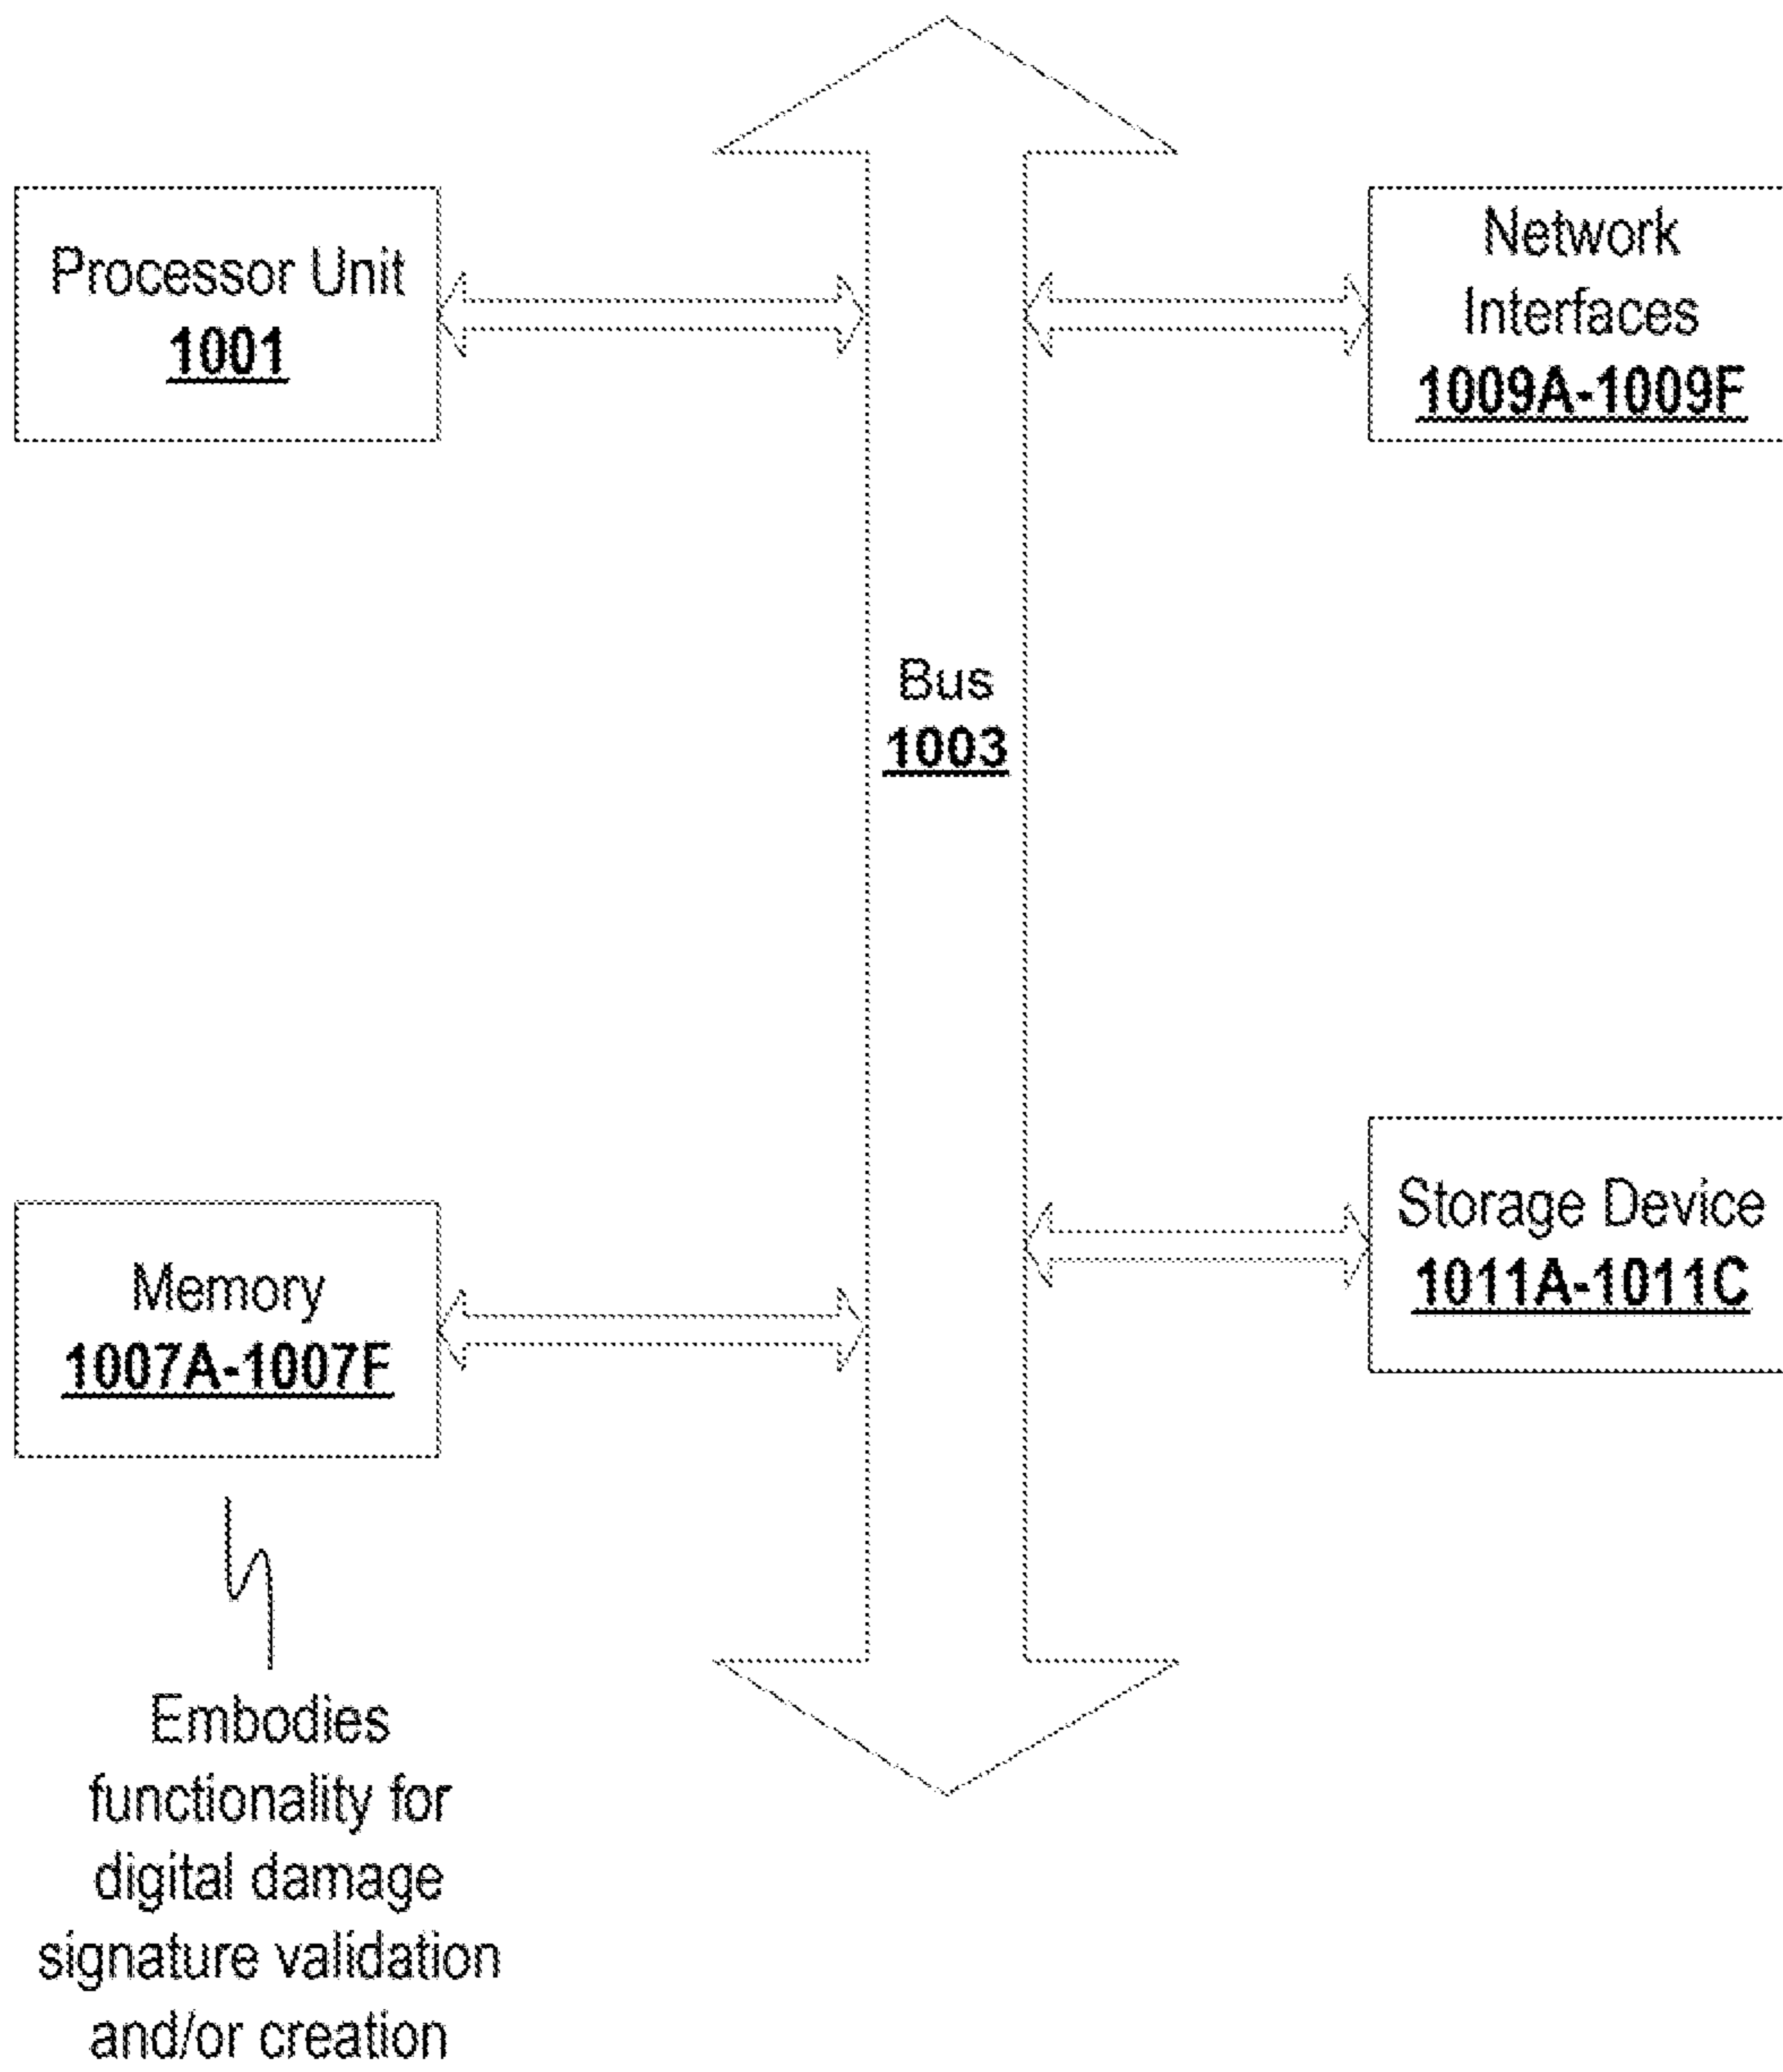 Processor Unit
1001
Network
Interfaces
1009A-1009F
Bus
1003
Storage Device
1011A-1011C
Memory
1007A-1007F
Embodies
functionality for
digital damage
signature validation
and/or creation